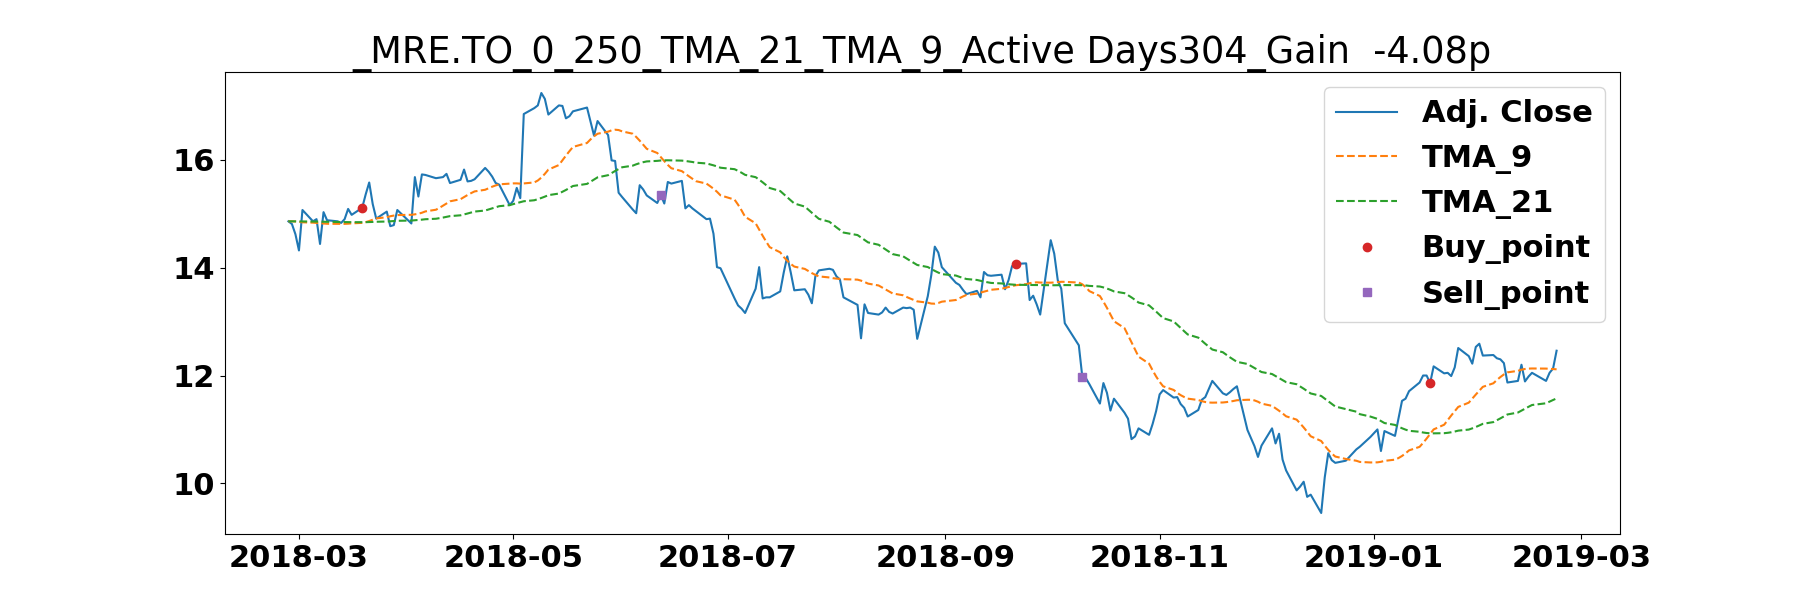 _MRE.TO_0_250_TMA_21_TMA_9_Active Days304_Gain  -4.08p
Adj. Close
TMA_9
TMA_21
Buy_point
Sell_point
16
14
12
10
2018-03 2018-05 2018-07 2018-09 2018-11 2019-01 2019-03